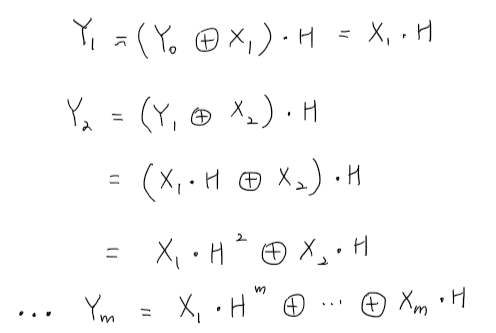 Y₁ = (Y₀ ⊕ X₁) · H = X₁ · H
Y₂ = (Y₁ ⊕ X₂) · H
= (X₁ · H ⊕ X₂) · H
= X₁ · H² ⊕ X₂ · H
... Yₘ = X₁ · Hᵐ ⊕ ... ⊕ Xₘ · H